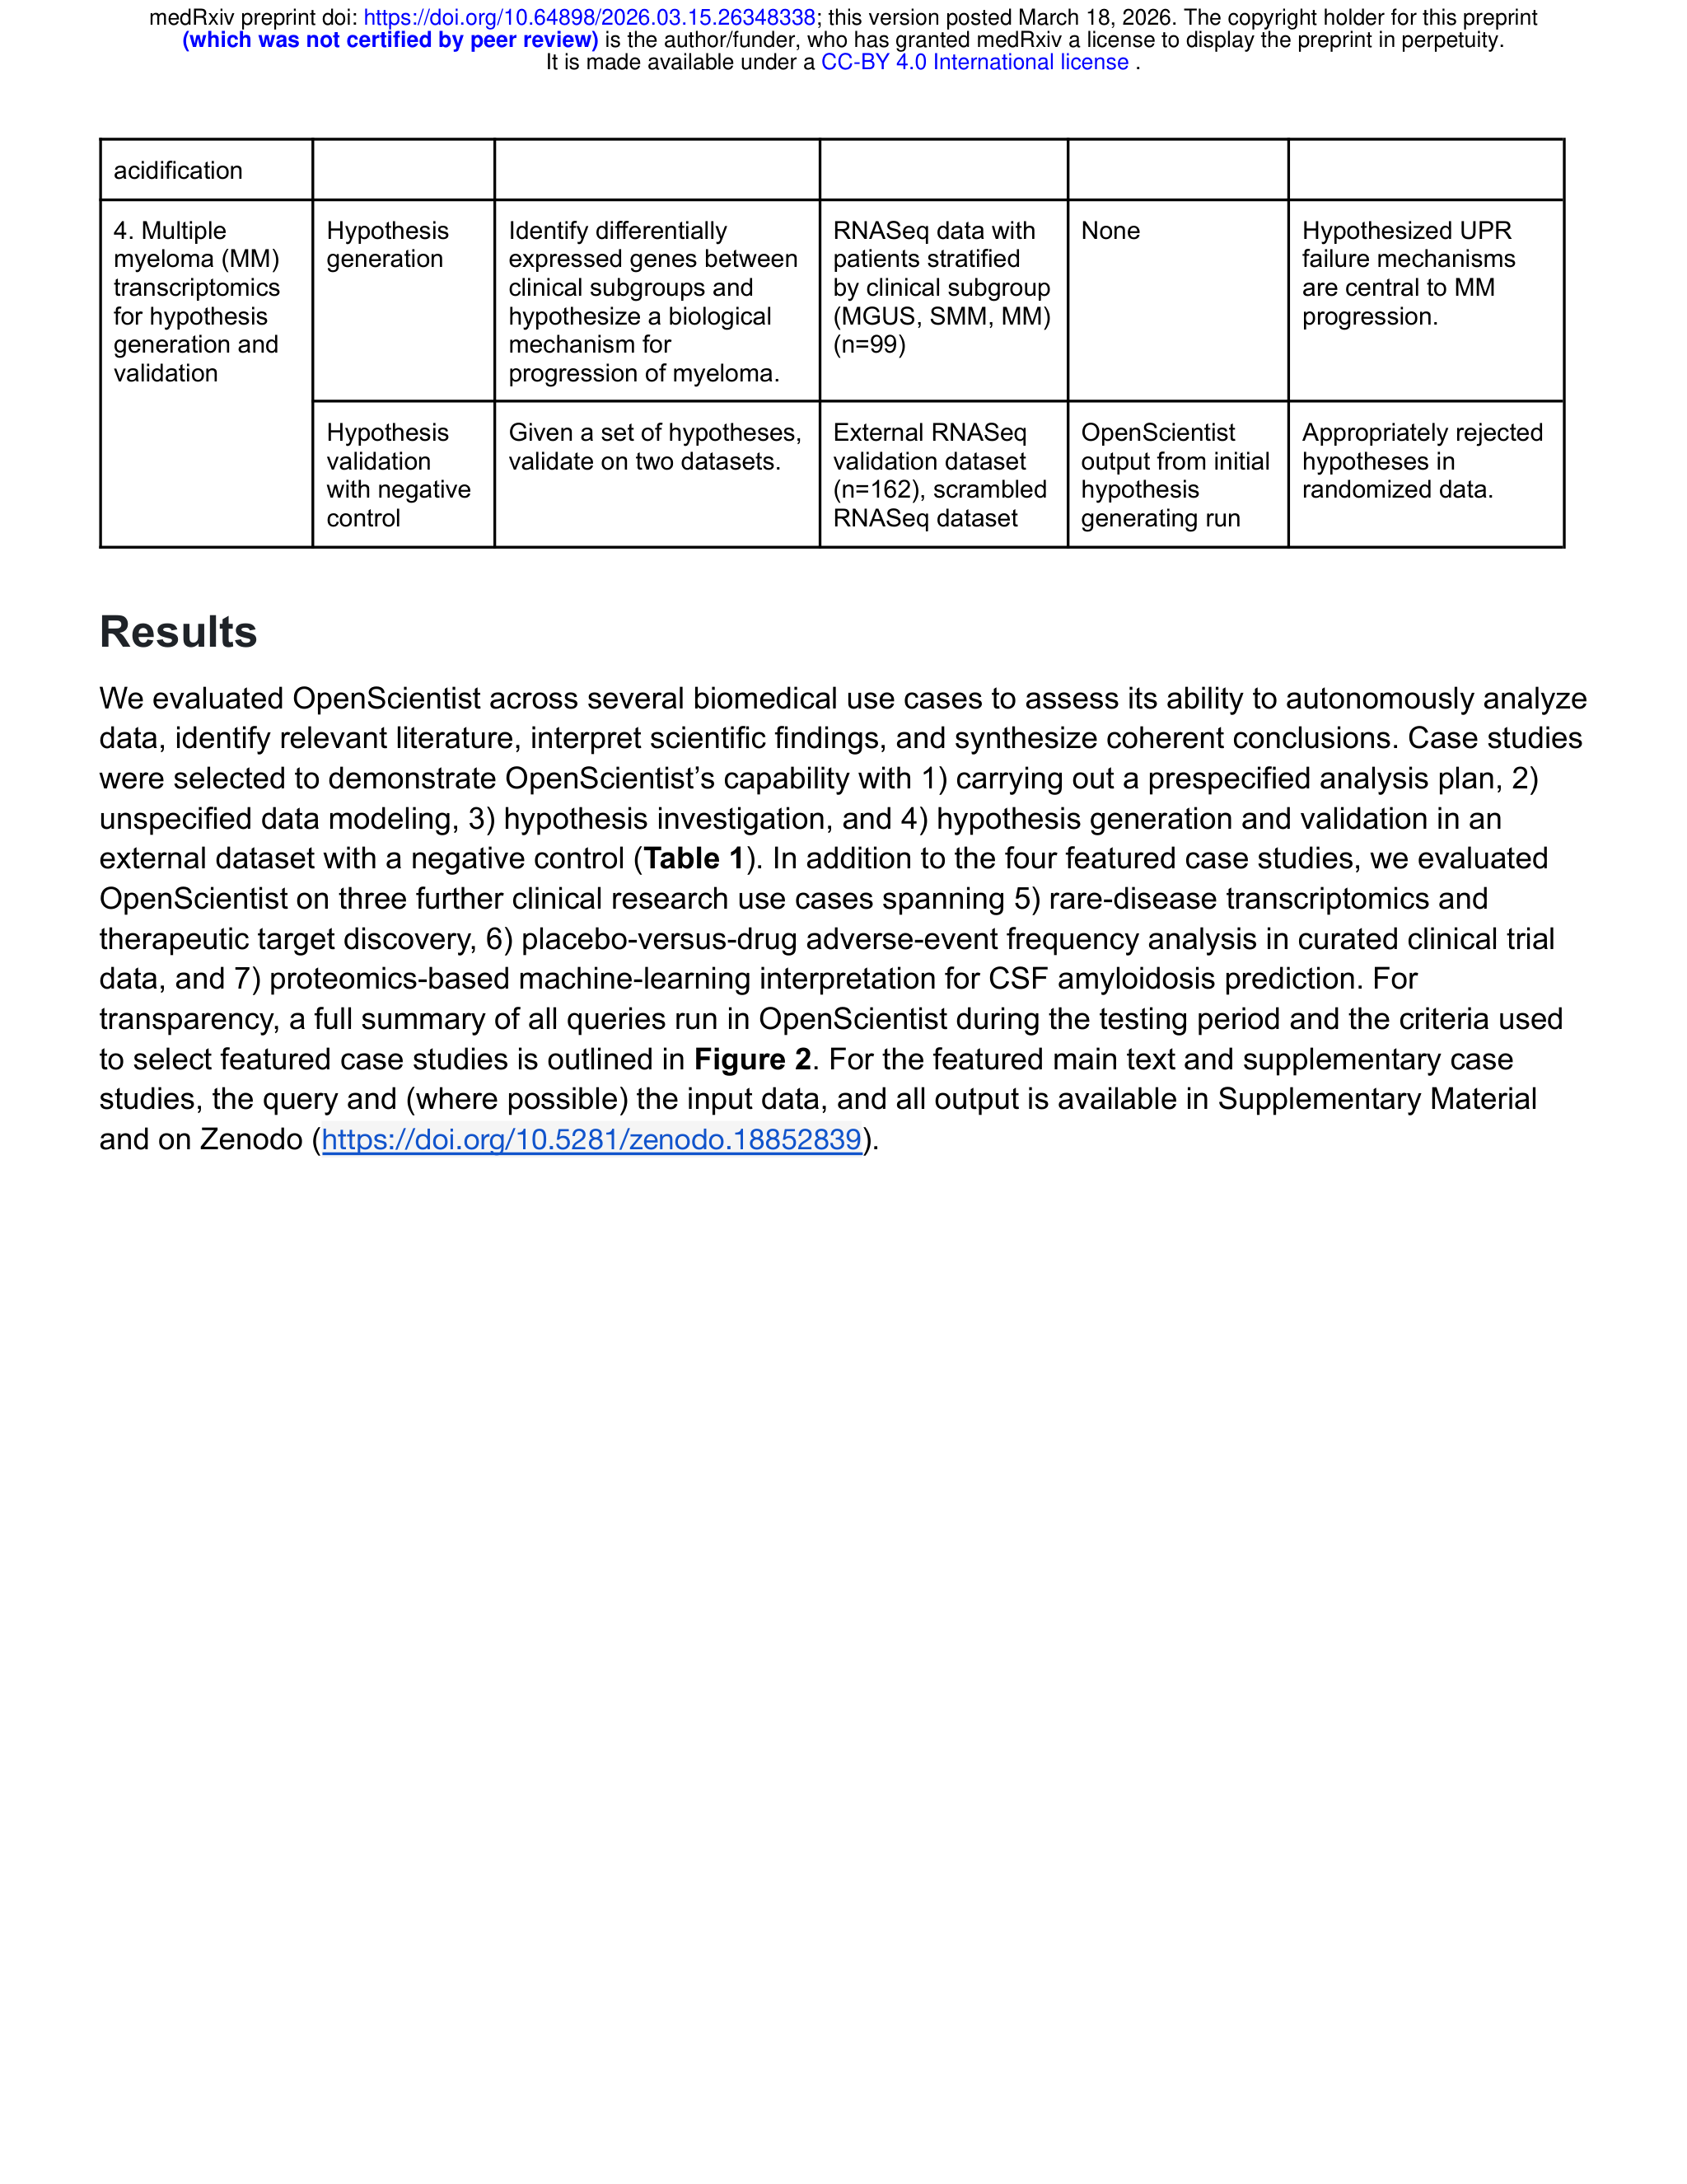 medRxiv preprint doi: https://doi.org/10.64898/2026.03.15.26348338; this version posted March 18, 2026. The copyright holder for this preprint
(which was not certified by peer review) is the author/funder, who has granted medRxiv a license to display the preprint in perpetuity.
It is made available under a CC-BY 4.0 International license .
acidification
4. Multiple
myeloma (MM)
transcriptomics
for hypothesis
generation and
validation
Hypothesis
generation
Identify differentially
expressed genes between
clinical subgroups and
hypothesize a biological
mechanism for
progression of myeloma.
RNASeq data with
patients stratified
by clinical subgroup
(MGUS, SMM, MM)
(n=99)
None
Hypothesized UPR
failure mechanisms
are central to MM
progression.
Hypothesis
validation
with negative
control
Given a set of hypotheses,
validate on two datasets.
External RNASeq
validation dataset
(n=162), scrambled
RNASeq dataset
OpenScientist
output from initial
hypothesis
generating run
Appropriately rejected
hypotheses in
randomized data.
Results
We evaluated OpenScientist across several biomedical use cases to assess its ability to autonomously analyze
data, identify relevant literature, interpret scientific findings, and synthesize coherent conclusions. Case studies
were selected to demonstrate OpenScientist’s capability with 1) carrying out a prespecified analysis plan, 2)
unspecified data modeling, 3) hypothesis investigation, and 4) hypothesis generation and validation in an
external dataset with a negative control (Table 1). In addition to the four featured case studies, we evaluated
OpenScientist on three further clinical research use cases spanning 5) rare-disease transcriptomics and
therapeutic target discovery, 6) placebo-versus-drug adverse-event frequency analysis in curated clinical trial
data, and 7) proteomics-based machine-learning interpretation for CSF amyloidosis prediction. For
transparency, a full summary of all queries run in OpenScientist during the testing period and the criteria used
to select featured case studies is outlined in Figure 2. For the featured main text and supplementary case
studies, the query and (where possible) the input data, and all output is available in Supplementary Material
and on Zenodo (https://doi.org/10.5281/zenodo.18852839).